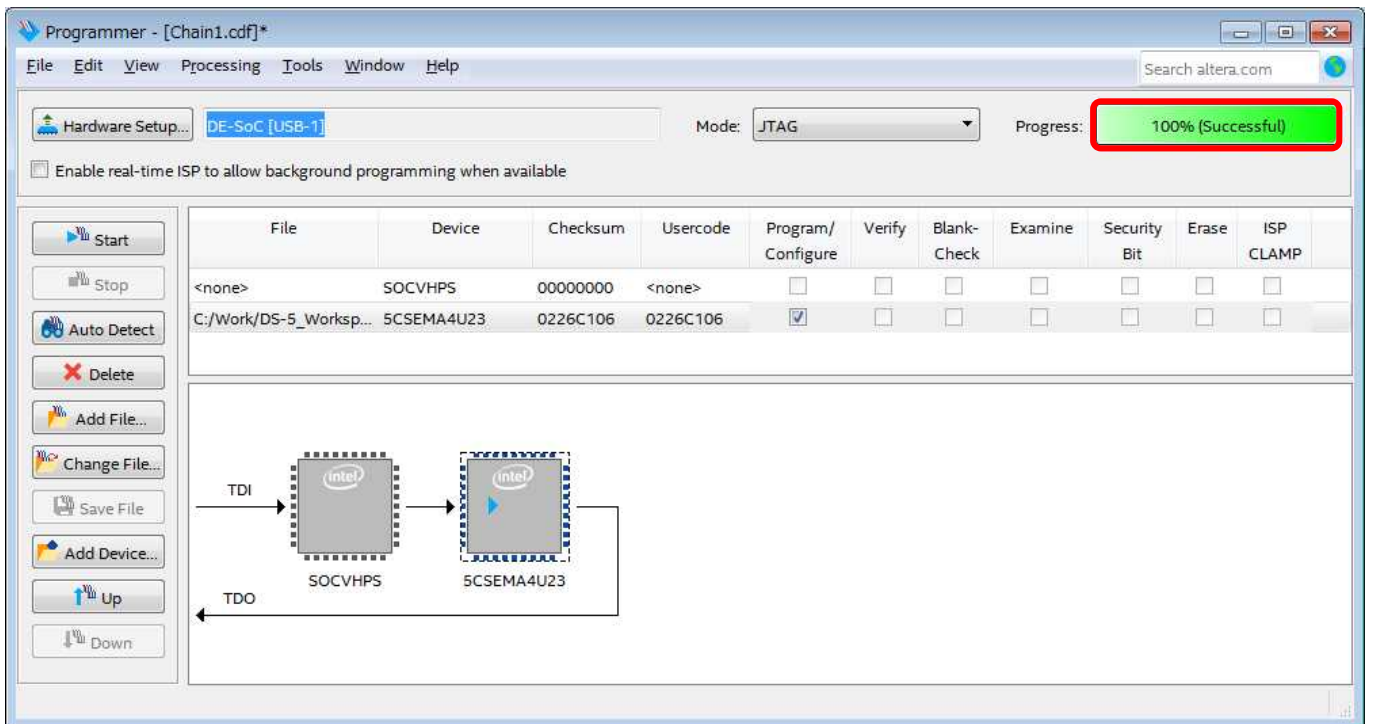 Programmer - [Chain1.cdf]*
File Edit View Processing Tools Window Help
Search altera.com
Hardware Setup... DE-SoC [USB-1] Mode: JTAG Progress: 100% (Successful)
Enable real-time ISP to allow background programming when available
Start
Stop
Auto Detect
Delete
Add File...
Change File...
Save File
Add Device...
Up
Down
File Device Checksum Usercode Program/ Verify Blank- Examine Security Erase ISP
Configure Check Bit CLAMP
<none> SOCVHPS 00000000 <none>
C:/Work/DS-5_Worksp... 5CSEMA4U23 0226C106 0226C106
intel intel
TDI
SOCVHPS 5CSEMA4U23
TDO